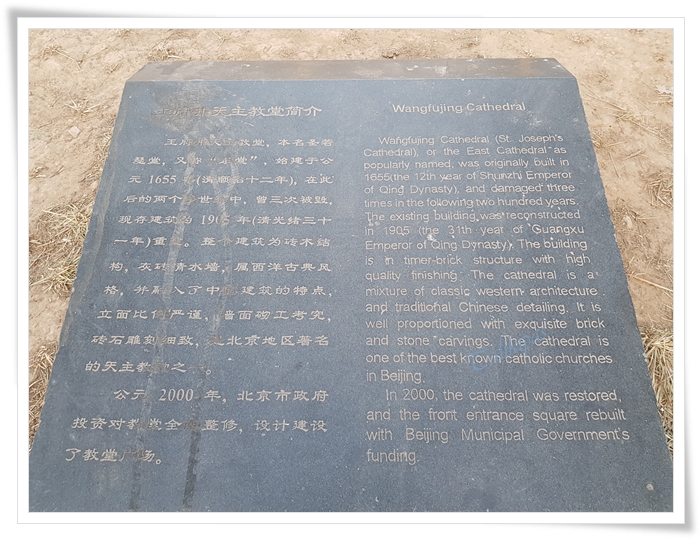 天主教堂简介
王府井天主教堂，本名圣若
瑟堂，又称“东堂”，始建于公
元 1655 年(清顺治十二年)，在此
后的两个多世纪中，曾三次被毁，
现存建筑为 1905 年(清光绪三十
一年)重建。整个建筑为砖木结
构，灰砖清水墙，属西洋古典风
格，并融入了中国建筑的特点，
立面比例严谨，墙面砌工考究，
砖石雕刻细致，是北京地区著名
的天主教堂之一。
公元 2000 年，北京市政府
投资对教堂全面整修，设计建设
了教堂广场。
Wangfujing Cathedral
Wangfujing Cathedral (St. Joseph's
Cathedral), or the East Cathedral as
popularly named, was originally built in
1655(the 12th year of Shunzhi Emperor
of Qing Dynasty), and damaged three
times in the following two hundred years.
The existing building was reconstructed
in 1905 (the 31th year of Guangxu
Emperor of Qing Dynasty). The building
is in timer-brick structure with high
quality finishing. The cathedral is a
mixture of classic western architecture
and traditional Chinese detailing. It is
well proportioned with exquisite brick
and stone carvings. The cathedral is
one of the best known catholic churches
in Beijing.
In 2000, the cathedral was restored,
and the front entrance square rebuilt
with Beijing Municipal Government's
funding.